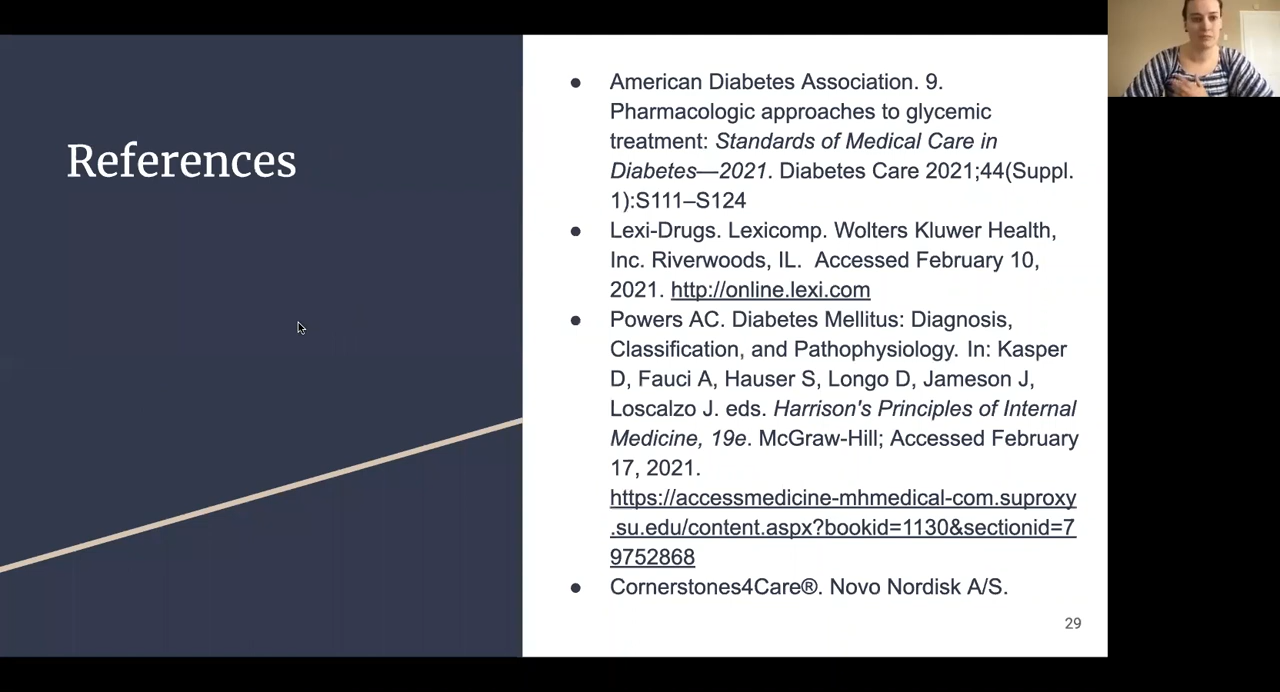 References
● American Diabetes Association. 9.
Pharmacologic approaches to glycemic
treatment: Standards of Medical Care in
Diabetes—2021. Diabetes Care 2021;44(Suppl.
1):S111–S124
● Lexi-Drugs. Lexicomp. Wolters Kluwer Health,
Inc. Riverwoods, IL.  Accessed February 10,
2021. http://online.lexi.com
● Powers AC. Diabetes Mellitus: Diagnosis,
Classification, and Pathophysiology. In: Kasper
D, Fauci A, Hauser S, Longo D, Jameson J,
Loscalzo J. eds. Harrison's Principles of Internal
Medicine, 19e. McGraw-Hill; Accessed February
17, 2021.
https://accessmedicine-mhmedical-com.suproxy
.su.edu/content.aspx?bookid=1130&sectionid=7
9752868
● Cornerstones4Care®. Novo Nordisk A/S.
29